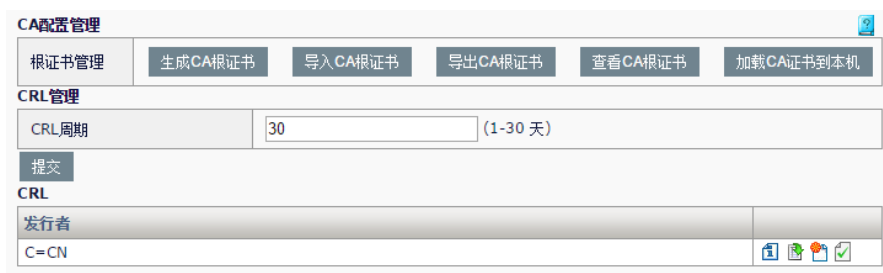 CA配置管理
根证书管理 生成CA根证书 导入CA根证书 导出CA根证书 查看CA根证书 加载CA证书到本机
CRL管理
CRL周期 30 (1-30 天)
提交
CRL
发行者
C=CN